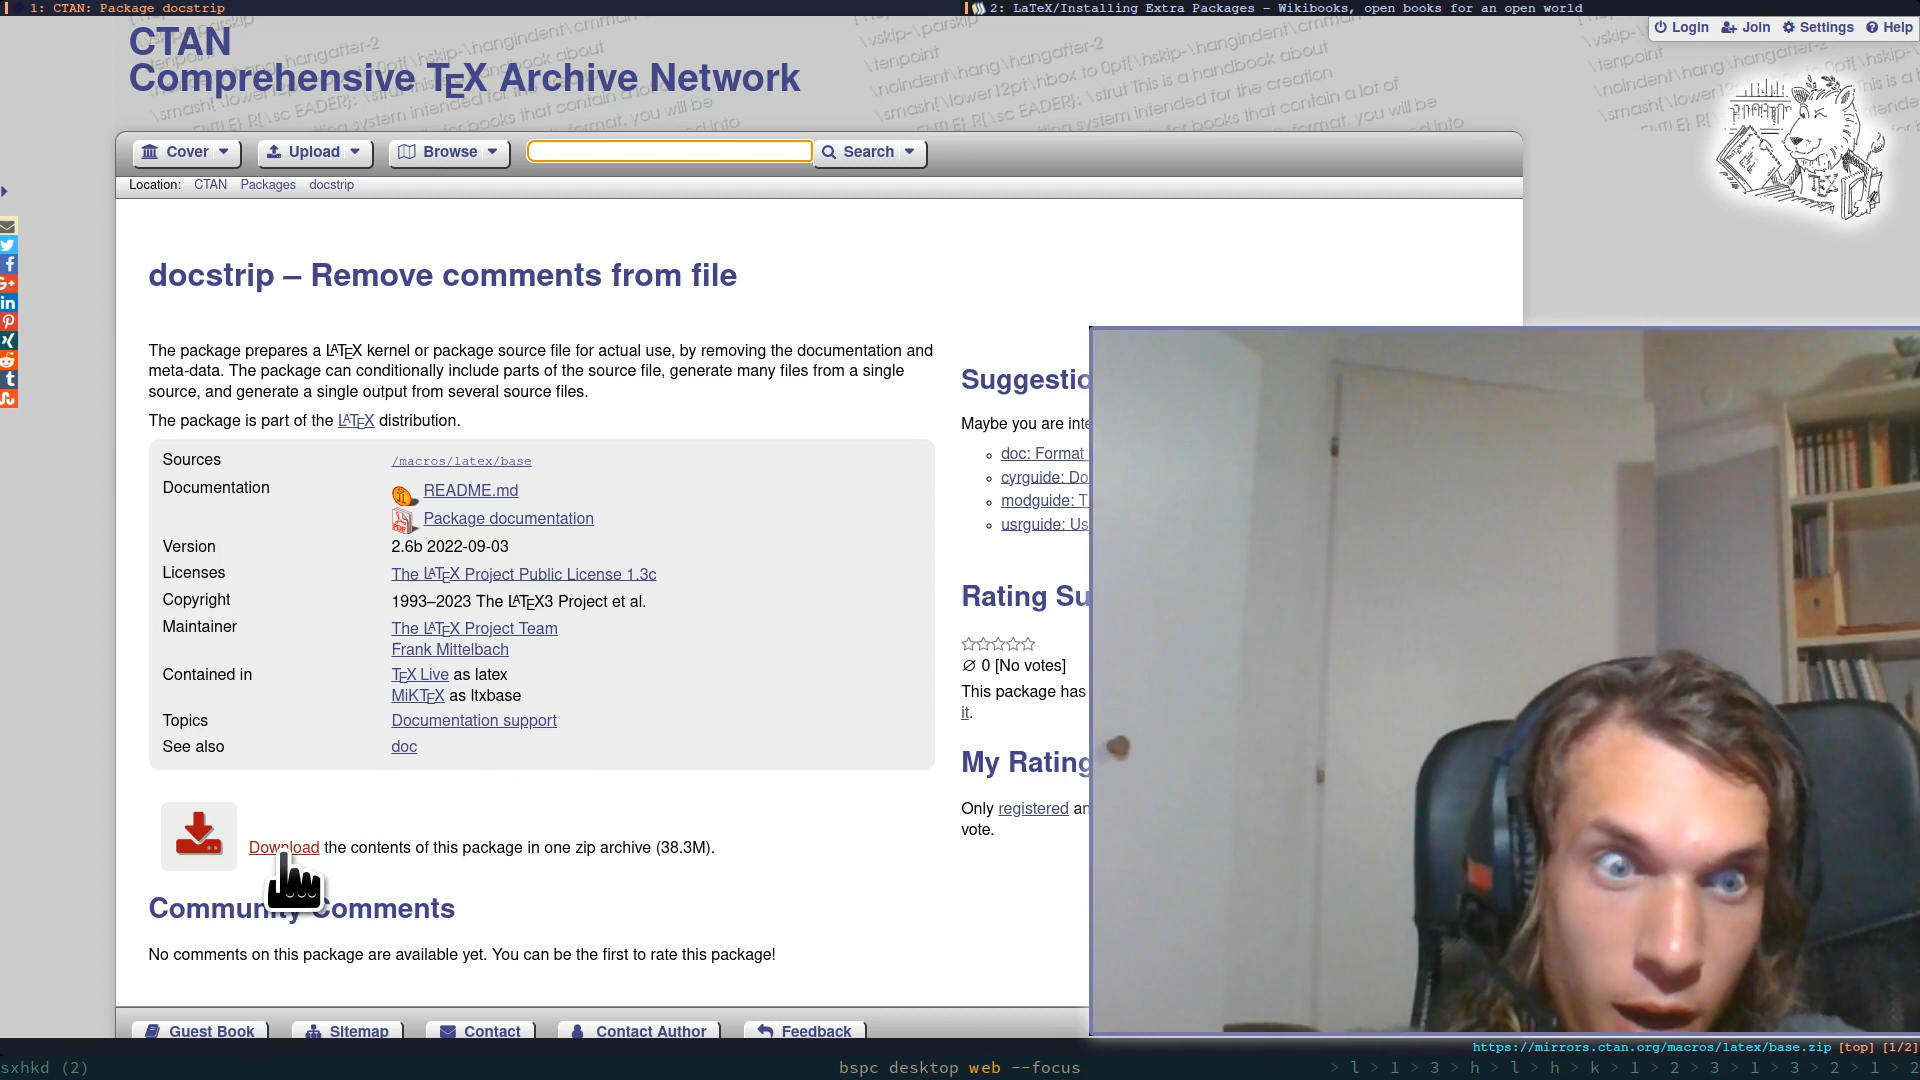 1: CTAN: Package docstrip
2: LaTeX/Installing Extra Packages - Wikibooks, open books for an open world
Login Join Settings Help
CTAN
Comprehensive TEX Archive Network
Cover Upload Browse Search
Location: CTAN Packages docstrip
docstrip – Remove comments from file
The package prepares a LATEX kernel or package source file for actual use, by removing the documentation and
meta-data. The package can conditionally include parts of the source file, generate many files from a single
source, and generate a single output from several source files.
The package is part of the LATEX distribution.
Sources /macros/latex/base
Documentation README.md
Package documentation
Version 2.6b 2022-09-03
Licenses The LATEX Project Public License 1.3c
Copyright 1993–2023 The LATEX3 Project et al.
Maintainer The LATEX Project Team
Frank Mittelbach
Contained in TEX Live as latex
MiKTEX as ltxbase
Topics Documentation support
See also doc
Download the contents of this package in one zip archive (38.3M).
Community Comments
No comments on this package are available yet. You can be the first to rate this package!
Suggestio
Maybe you are inte
doc: Format
cyrguide: Do
modguide: T
usrguide: Us
Rating Su
∅ 0 [No votes]
This package has
it.
My Rating
Only registered an
vote.
Guest Book Sitemap Contact Contact Author Feedback
https://mirrors.ctan.org/macros/latex/base.zip [top] [1/2]
sxhkd (2)
bspc desktop web --focus
> l > 1 > 3 > h > l > h > k > 1 > 2 > 3 > 1 > 3 > 2 > 1 > 2